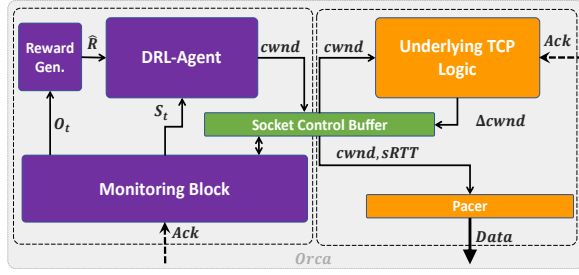 Reward
Gen.
R̂
DRL-Agent
cwnd
cwnd
Underlying TCP
Logic
Ack
O_t
S_t
Socket Control Buffer
Δcwnd
cwnd, sRTT
Monitoring Block
Pacer
Ack
Data
Orca